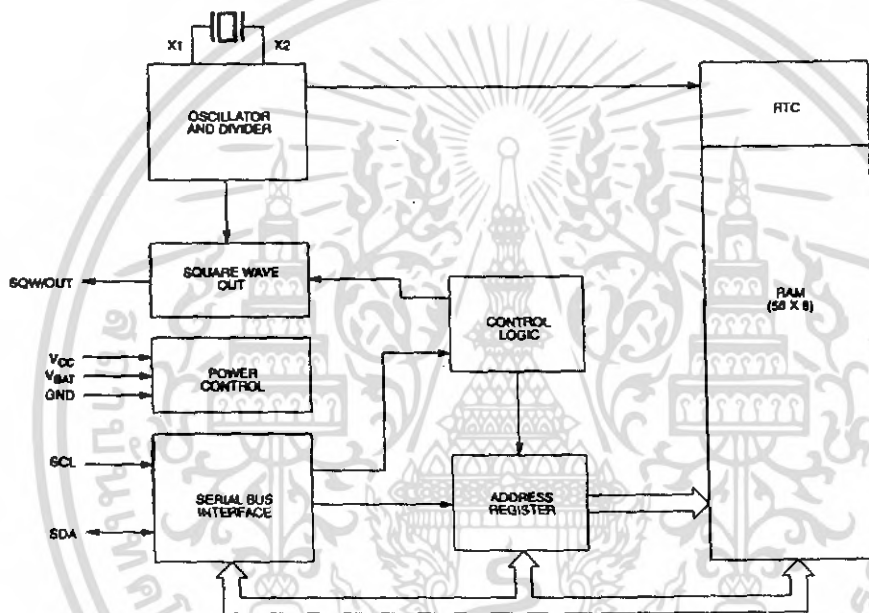 X1 X2
OSCILLATOR
AND DIVIDER
RTC
SQW/OUT
SQUARE WAVE
OUT
CONTROL
LOGIC
RAM
(56 X 8)
VCC
VBAT
GND
POWER
CONTROL
SCL
SDA
SERIAL BUS
INTERFACE
ADDRESS
REGISTER